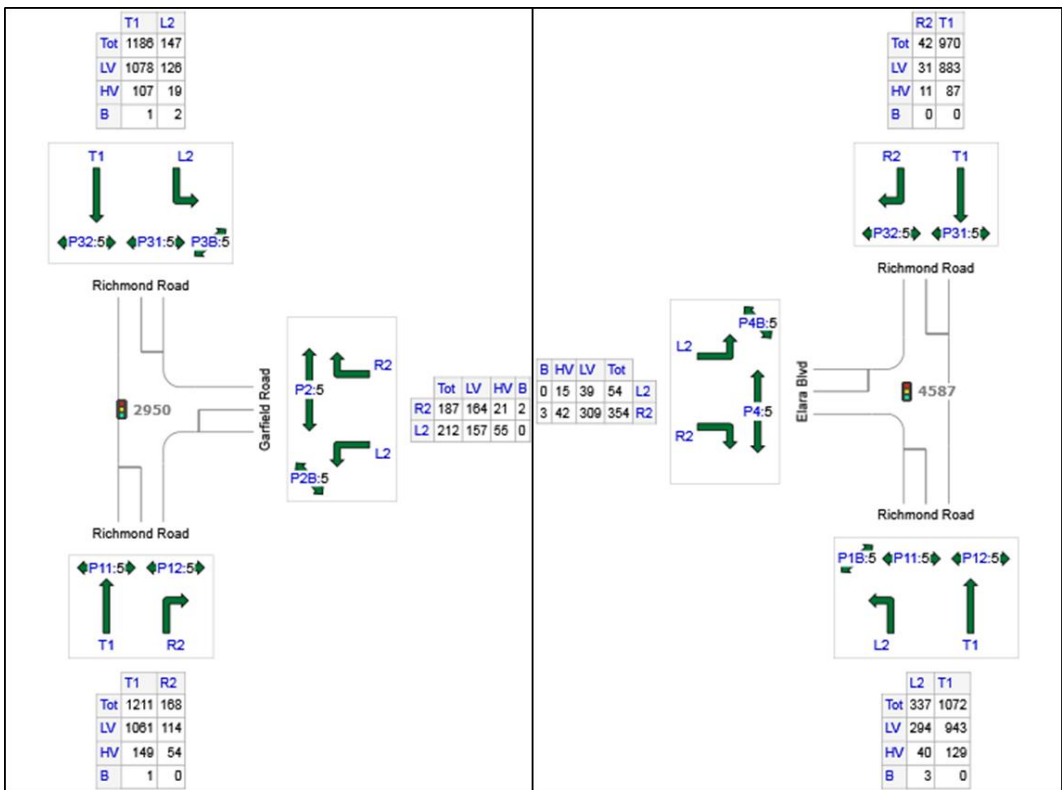 T1 L2
Tot 1186 147
LV 1078 126
HV 107 19
B 1 2
T1 L2
P32:5 P31:5 P3B:5
Richmond Road
R2
P2:5
L2
P2B:5
Garfield Road
2950
Tot LV HV B
R2 187 164 21 2
L2 212 157 55 0
Richmond Road
P11:5 P12:5
T1 R2
T1 R2
Tot 1211 168
LV 1061 114
HV 149 54
B 1 0
R2 T1
Tot 42 970
LV 31 883
HV 11 87
B 0 0
R2 T1
P32:5 P31:5
Richmond Road
B HV LV Tot
0 15 39 54 L2
3 42 309 354 R2
P4B:5
L2
P4:5
R2
Elara Blvd
4587
Richmond Road
P1B:5 P11:5 P12:5
L2 T1
L2 T1
Tot 337 1072
LV 294 943
HV 40 129
B 3 0